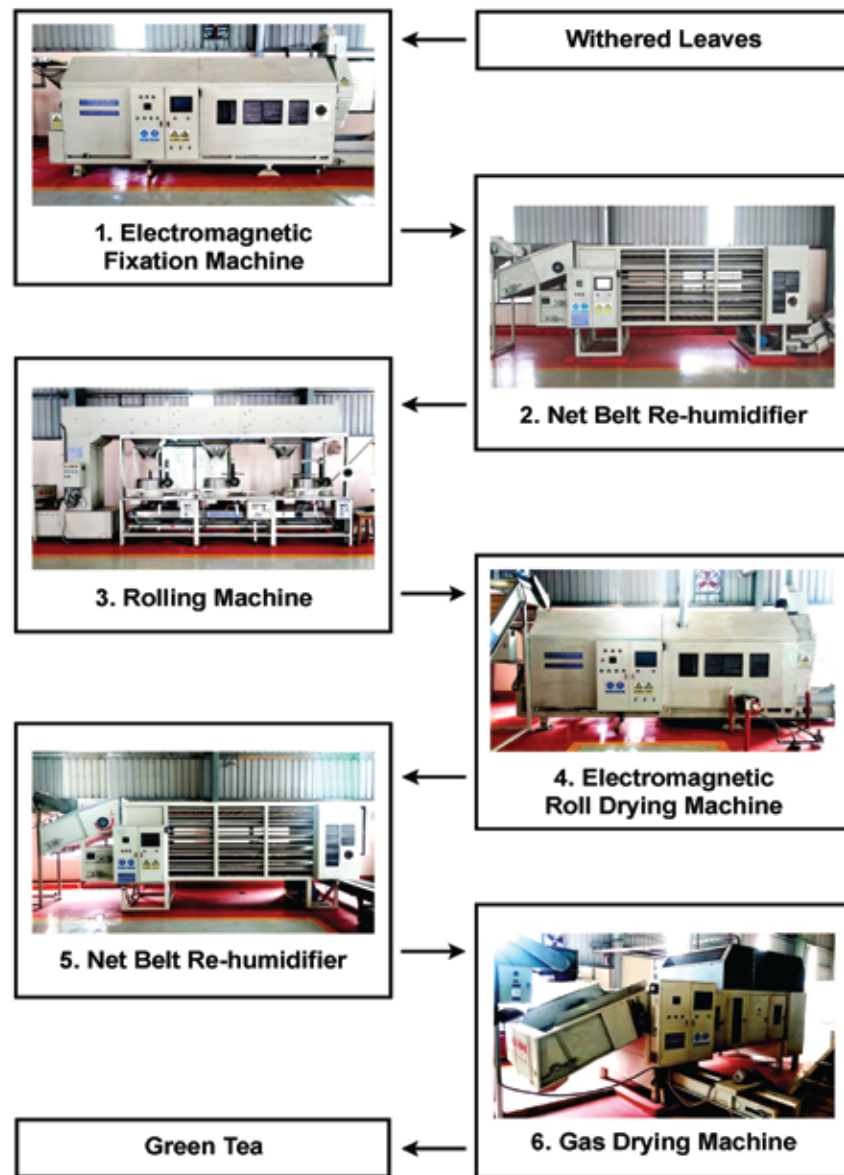 Withered Leaves
1. Electromagnetic
Fixation Machine
2. Net Belt Re-humidifier
3. Rolling Machine
4. Electromagnetic
Roll Drying Machine
5. Net Belt Re-humidifier
6. Gas Drying Machine
Green Tea